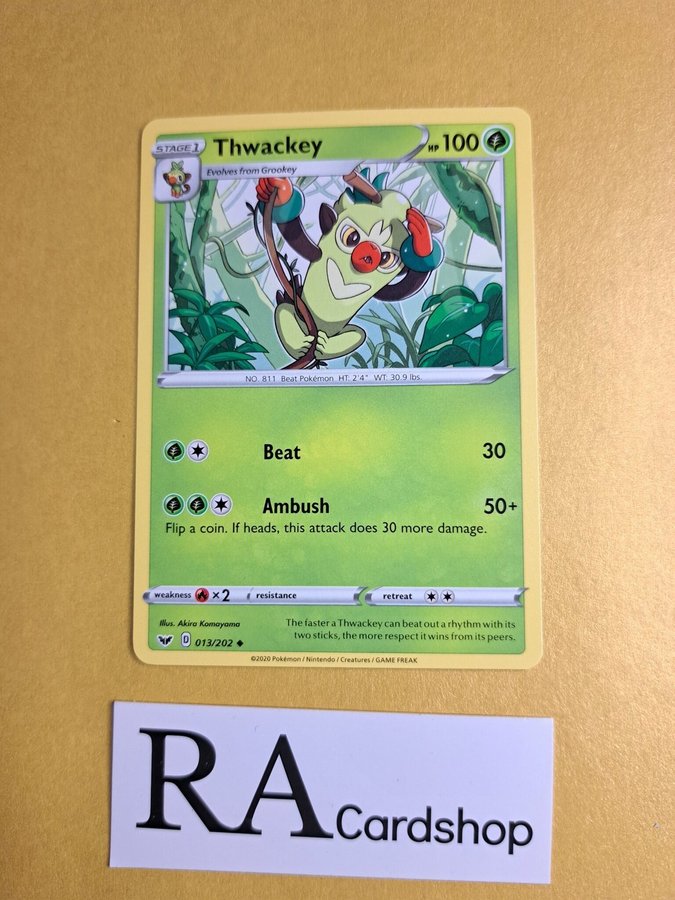 STAGE 1 Thwackey HP 100
Evolves from Grookey
NO. 811 Beat Pokémon HT: 2'4" WT: 30.9 lbs.
Beat 30
Ambush 50+
Flip a coin. If heads, this attack does 30 more damage.
weakness ×2 resistance retreat
Illus. Akira Komayama
The faster a Thwackey can beat out a rhythm with its
two sticks, the more respect it wins from its peers.
D 013/202
©2020 Pokémon / Nintendo / Creatures / GAME FREAK
RA Cardshop